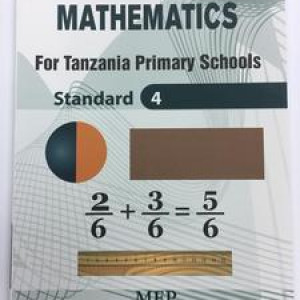 MATHEMATICS
For Tanzania Primary Schools
Standard 4
2/6 + 3/6 = 5/6
MEP